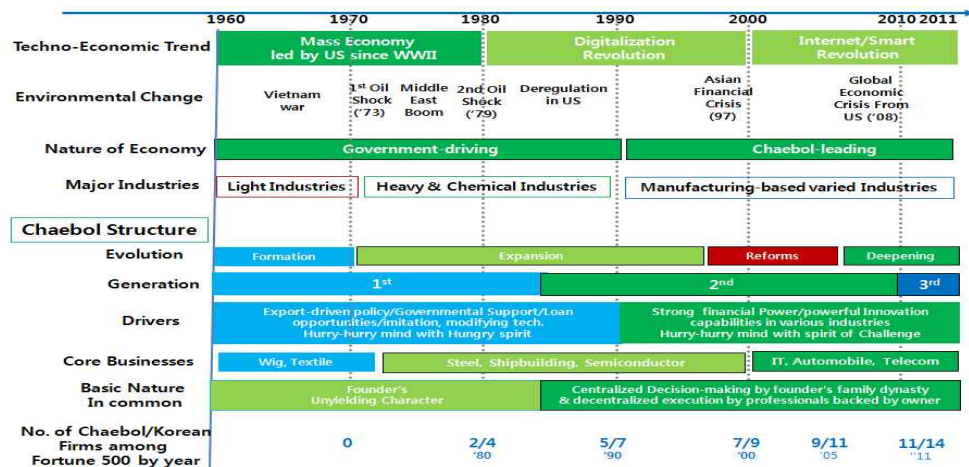 1960 1970 1980 1990 2000 2010 2011
Techno-Economic Trend
Mass Economy
led by US since WWII
Digitalization
Revolution
Internet/Smart
Revolution
Environmental Change
Vietnam
war
1st Oil
Shock
('73)
Middle
East
Boom
2nd Oil
Shock
('79)
Deregulation
in US
Asian
Financial
Crisis
(97)
Global
Economic
Crisis From
US ('08)
Nature of Economy
Government-driving
Chaebol-leading
Major Industries
Light Industries
Heavy & Chemical Industries
Manufacturing-based varied Industries
Chaebol Structure
Evolution
Formation
Expansion
Reforms
Deepening
Generation
1st
2nd
3rd
Drivers
Export-driven policy/Governmental Support/Loan
opportunities/imitation, modifying tech.
Hurry-hurry mind with Hungry spirit
Strong financial Power/powerful Innovation
capabilities in various industries
Hurry-hurry mind with spirit of Challenge
Core Businesses
Wig, Textile
Steel, Shipbuilding, Semiconductor
IT, Automobile, Telecom
Basic Nature
In common
Founder's
Unyielding Character
Centralized Decision-making by founder's family dynasty
& decentralized execution by professionals backed by owner
No. of Chaebol/Korean
Firms among
Fortune 500 by year
0
2/4
'80
5/7
'90
7/9
'00
9/11
'05
11/14
'11